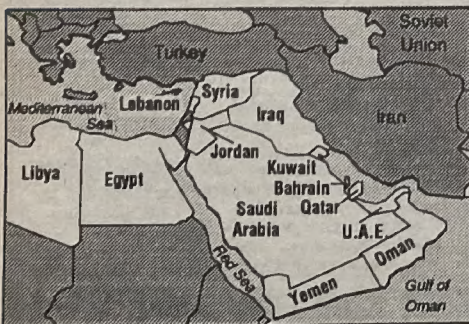 Soviet
Union
Turkey
Mediterranean
Sea
Lebanon
Syria
Iraq
Iran
Jordan
Libya
Egypt
Kuwait
Bahrain
Qatar
Saudi
Arabia
U.A.E.
Red Sea
Oman
Yemen
Gulf of
Oman